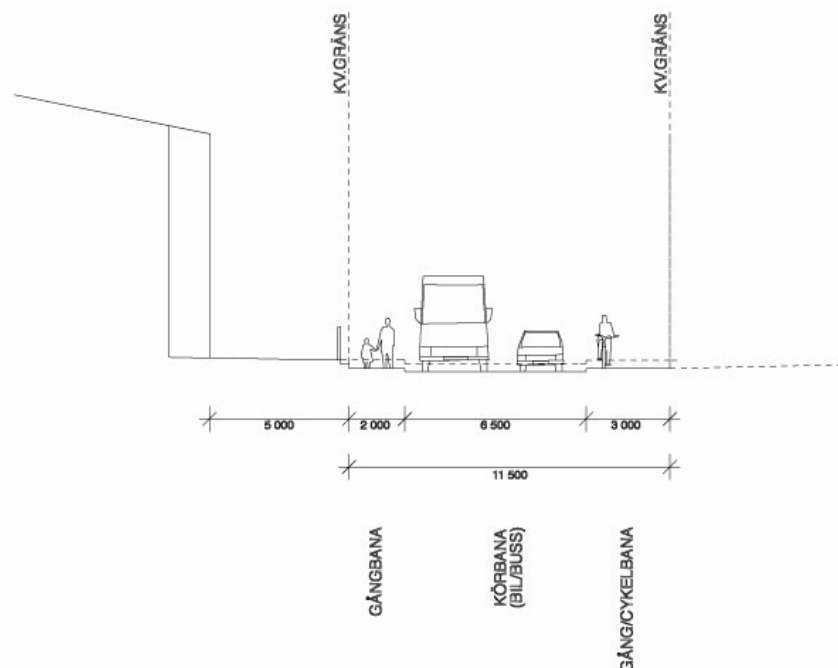 KV.GRÄNS
KV.GRÄNS
5 000
2 000
6 500
3 000
11 500
GÅNGBANA
KÖRBANA
(BIL/BUSS)
GÅNG/CYKELBANA